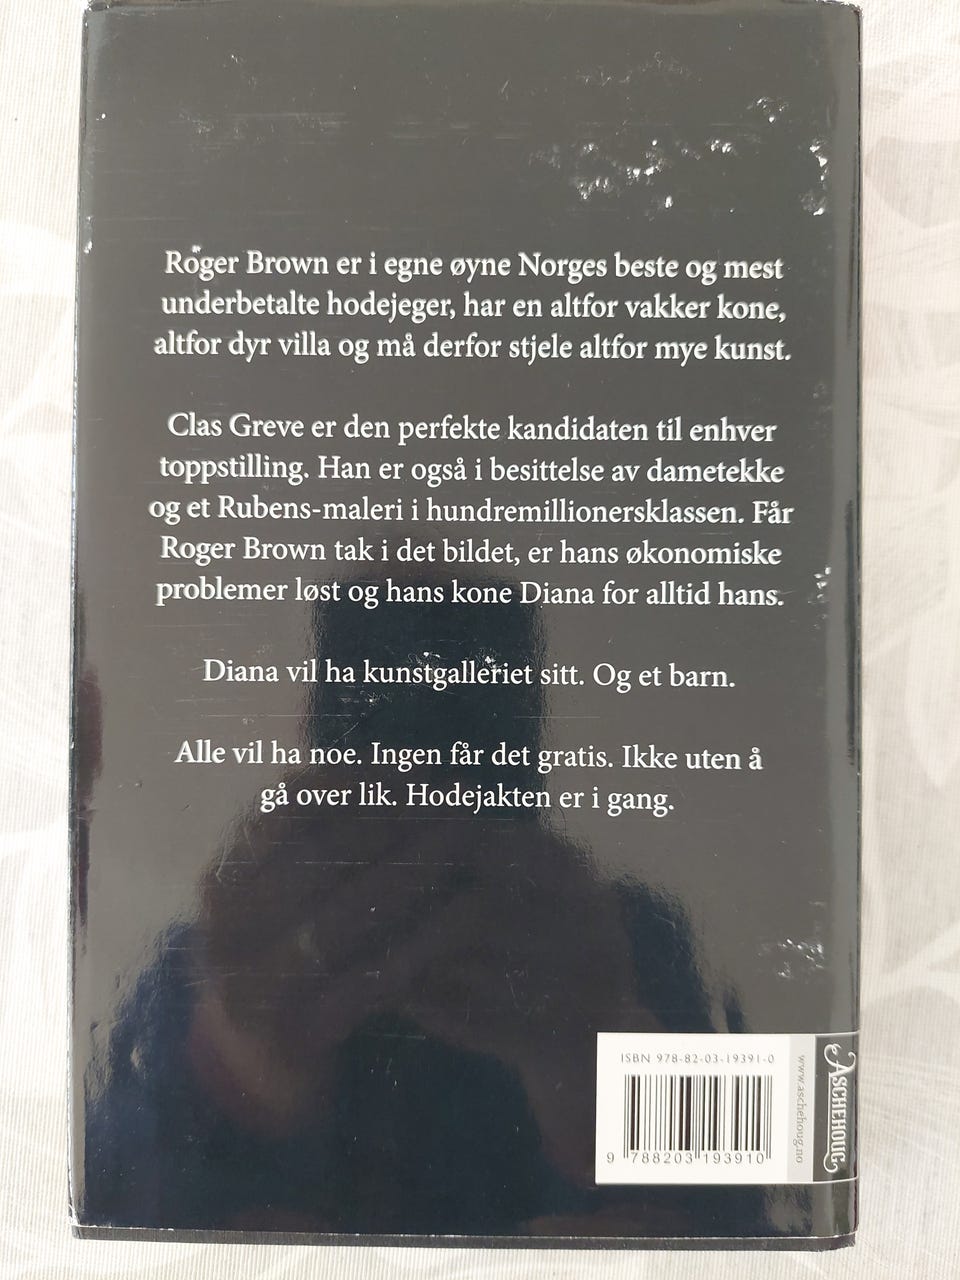 Roger Brown er i egne øyne Norges beste og mest
underbetalte hodejeger, har en altfor vakker kone,
altfor dyr villa og må derfor stjele altfor mye kunst.
Clas Greve er den perfekte kandidaten til enhver
toppstilling. Han er også i besittelse av dametekke
og et Rubens-maleri i hundremillionersklassen. Får
Roger Brown tak i det bildet, er hans økonomiske
problemer løst og hans kone Diana for alltid hans.
Diana vil ha kunstgalleriet sitt. Og et barn.
Alle vil ha noe. Ingen får det gratis. Ikke uten å
gå over lik. Hodejakten er i gang.
ISBN 978-82-03-19391-0
9 788203 193910
www.aschehoug.no
ASCHEHOUG